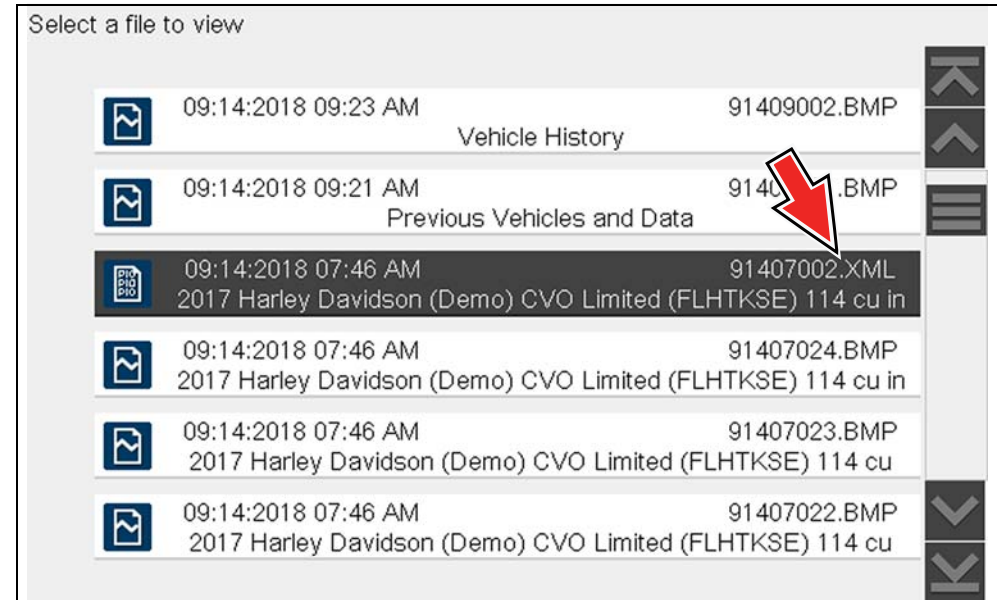 Select a file to view
09:14:2018 09:23 AM 91409002.BMP
Vehicle History
09:14:2018 09:21 AM .BMP
Previous Vehicles and Data
09:14:2018 07:46 AM 91407002.XML
2017 Harley Davidson (Demo) CVO Limited (FLHTKSE) 114 cu in
09:14:2018 07:46 AM 91407024.BMP
2017 Harley Davidson (Demo) CVO Limited (FLHTKSE) 114 cu in
09:14:2018 07:46 AM 91407023.BMP
2017 Harley Davidson (Demo) CVO Limited (FLHTKSE) 114 cu
09:14:2018 07:46 AM 91407022.BMP
2017 Harley Davidson (Demo) CVO Limited (FLHTKSE) 114 cu